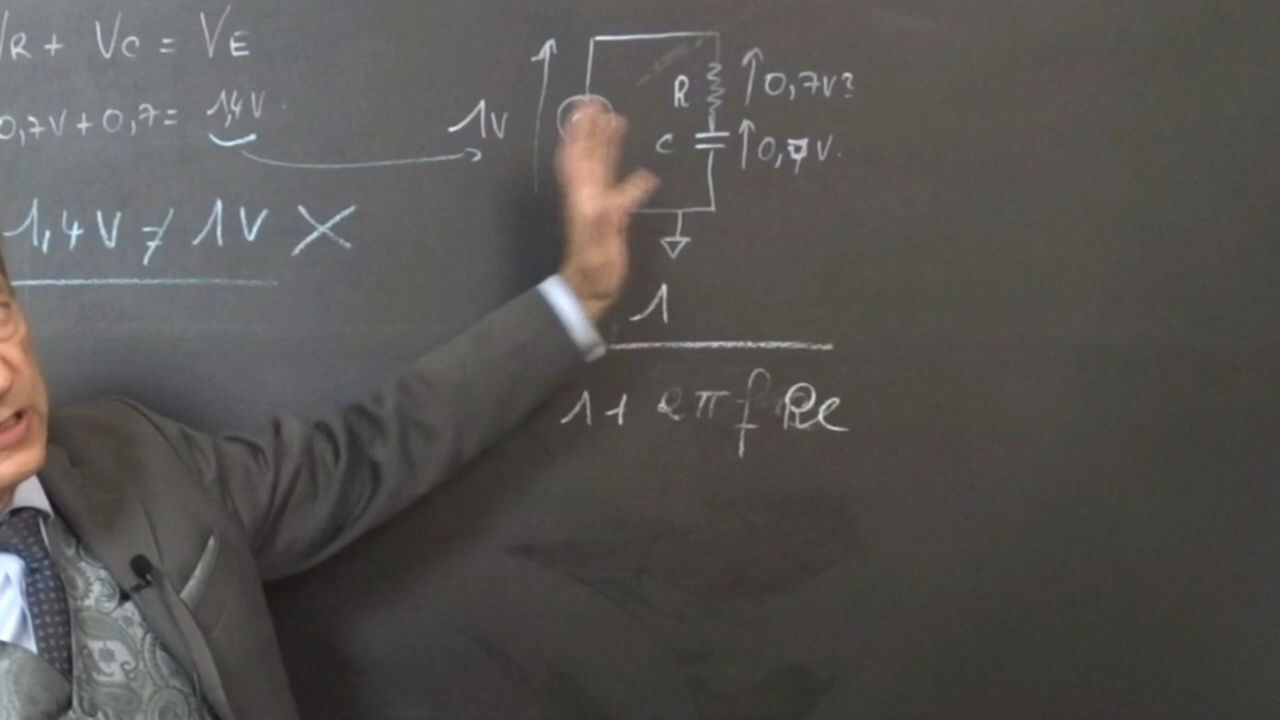 VR + VC = VE
0,7V + 0,7 = 1,4V.
1,4V ≠ 1V X
1V
R ↑0,7V?
C ↑0,7V.
1
1+ 2πf RC